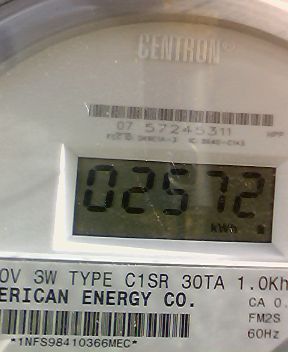 CENTRON®
07 57245311
02572
kWh
0V 3W TYPE C1SR 30TA 1.0Kh
ERICAN ENERGY CO.
CA 0.
FM2S
60Hz
*1NFS98410366MEC*